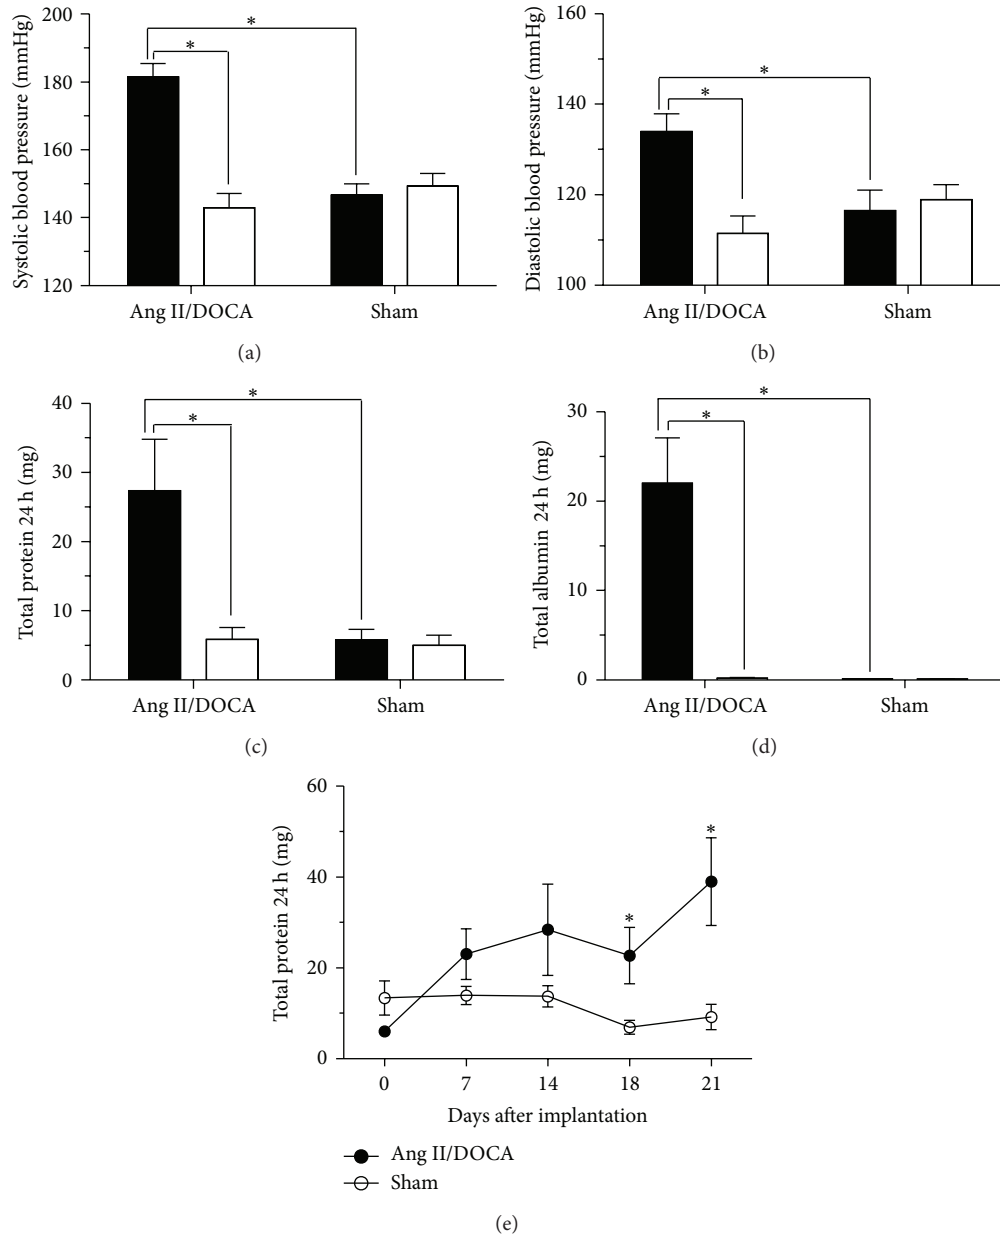 Systolic blood pressure (mmHg)
200
180
160
140
120
*
*
Ang II/DOCA
Sham
(a)
Diastolic blood pressure (mmHg)
160
140
120
100
*
*
Ang II/DOCA
Sham
(b)
Total protein 24 h (mg)
40
30
20
10
0
*
*
Ang II/DOCA
Sham
(c)
Total albumin 24 h (mg)
30
20
10
0
*
*
Ang II/DOCA
Sham
(d)
Total protein 24 h (mg)
60
40
20
0
*
*
0 7 14 18 21
Days after implantation
Ang II/DOCA
Sham
(e)